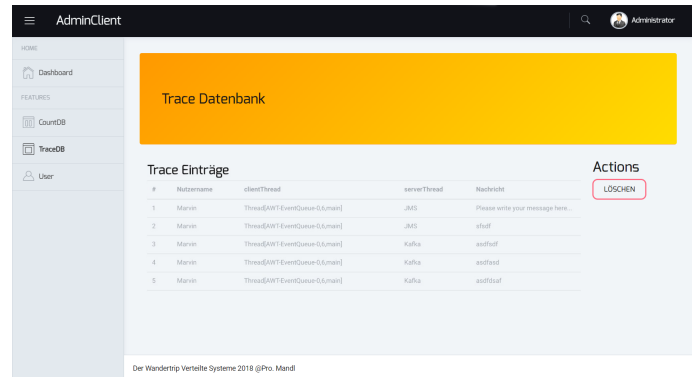 AdminClient
Administrator
HOME
Dashboard
FEATURES
CountDB
TraceDB
User
Trace Datenbank
Trace Einträge
Actions
LÖSCHEN
# Nutzername clientThread serverThread Nachricht
1 Marvin Thread[AWT-EventQueue-0,6,main] JMS Please write your message here...
2 Marvin Thread[AWT-EventQueue-0,6,main] JMS sfsdf
3 Marvin Thread[AWT-EventQueue-0,6,main] Kafka asdfsdf
4 Marvin Thread[AWT-EventQueue-0,6,main] Kafka asdfasd
5 Marvin Thread[AWT-EventQueue-0,6,main] Kafka asdfdsaf
Der Wandertrip Verteilte Systeme 2018 @Pro. Mandl